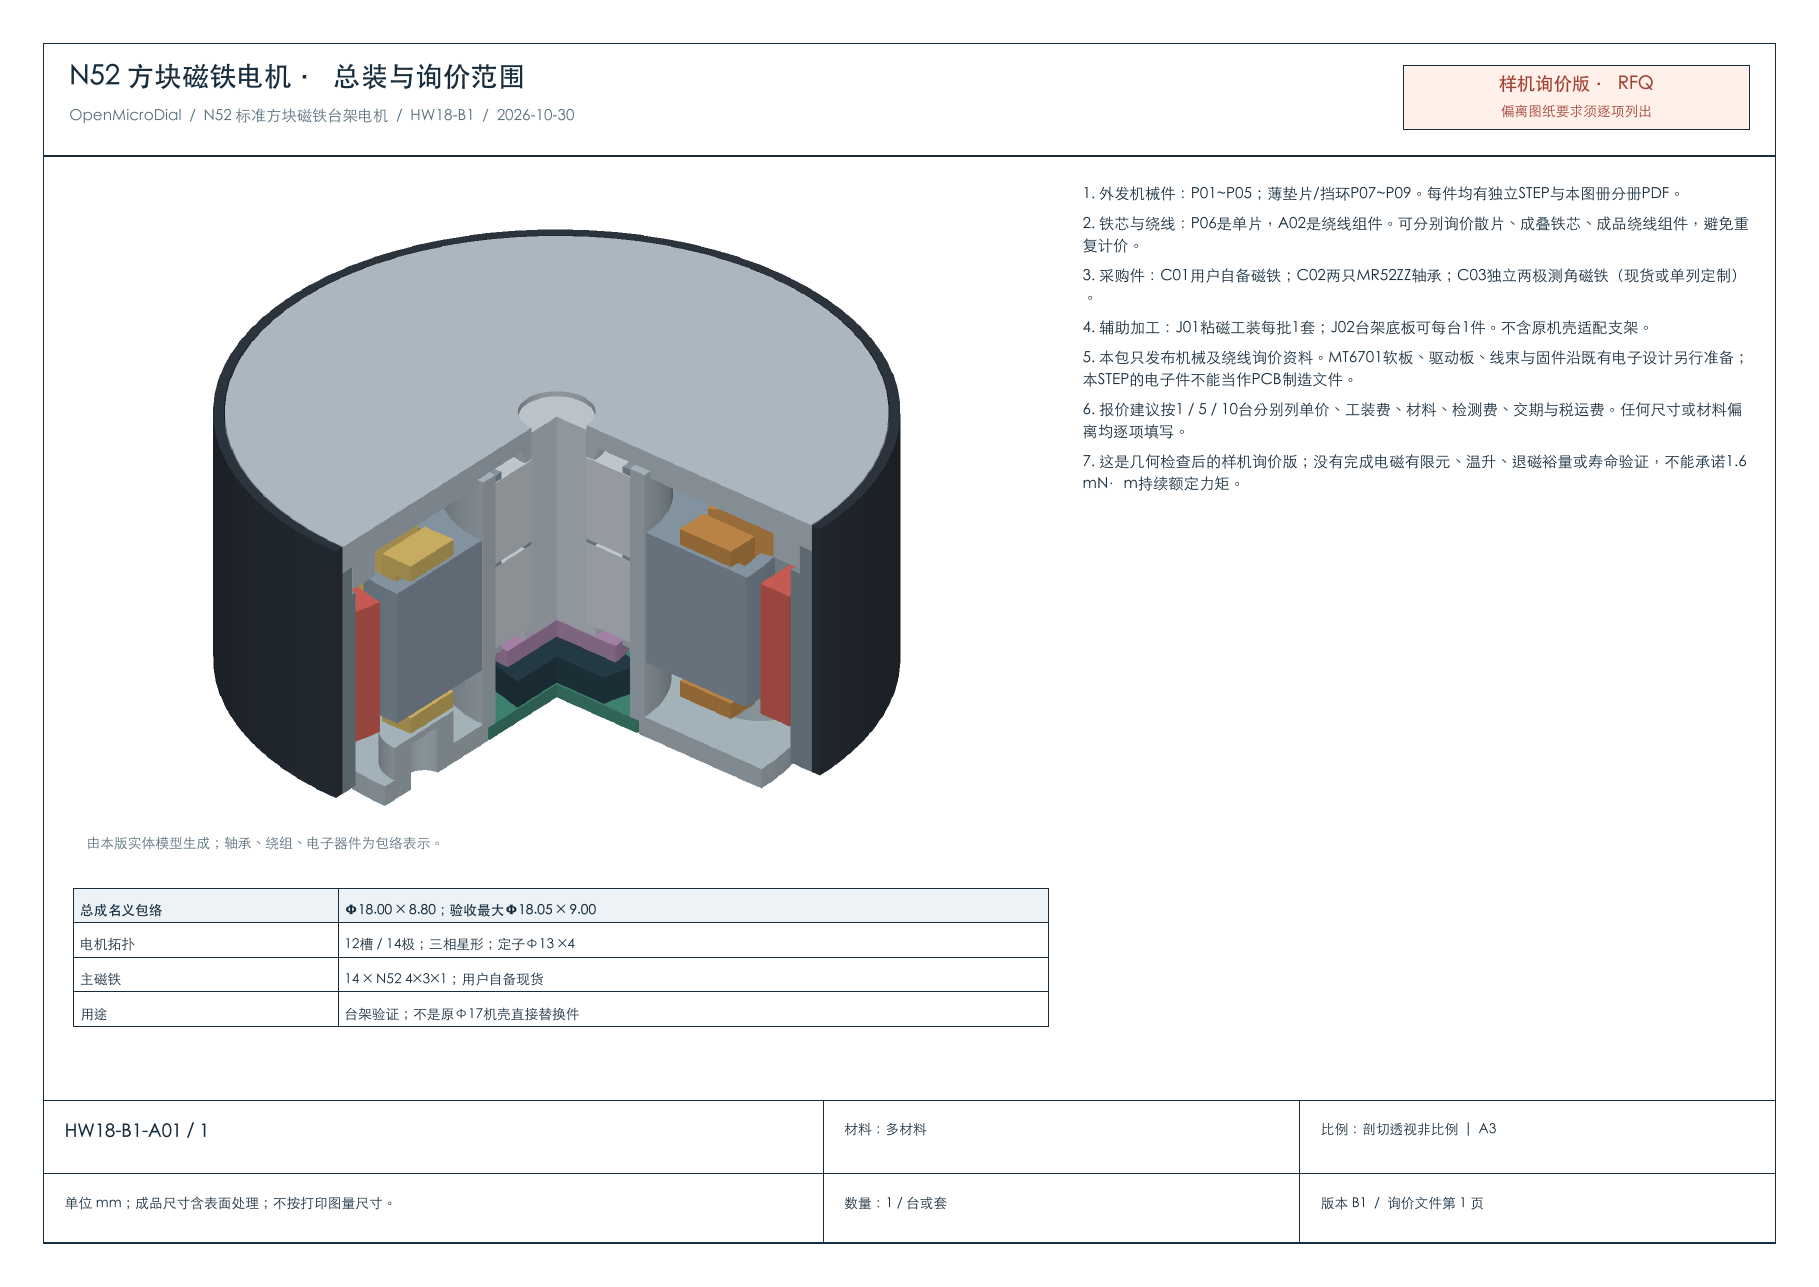 N52 方块磁铁电机 · 总装与询价范围
OpenMicroDial / N52 标准方块磁铁台架电机 / HW18-B1 / 2026-10-30
样机询价版 · RFQ
偏离图纸要求须逐项列出
1. 外发机械件：P01~P05；薄垫片/挡环P07~P09。每件均有独立STEP与本图册分册PDF。
2. 铁芯与绕线：P06是单片，A02是绕线组件。可分别询价散片、成叠铁芯、成品绕线组件，避免重
复计价。
3. 采购件：C01用户自备磁铁；C02两只MR52ZZ轴承；C03独立两极测角磁铁（现货或单列定制）
。
4. 辅助加工：J01粘磁工装每批1套；J02台架底板可每台1件。不含原机壳适配支架。
5. 本包只发布机械及绕线询价资料。MT6701软板、驱动板、线束与固件沿既有电子设计另行准备；
本STEP的电子件不能当作PCB制造文件。
6. 报价建议按1 / 5 / 10台分别列单价、工装费、材料、检测费、交期与税运费。任何尺寸或材料偏
离均逐项填写。
7. 这是几何检查后的样机询价版；没有完成电磁有限元、温升、退磁裕量或寿命验证，不能承诺1.6
mN· m持续额定力矩。
由本版实体模型生成；轴承、绕组、电子器件为包络表示。
总成名义包络 Φ18.00×8.80；验收最大Φ18.05×9.00
电机拓扑 12槽 / 14极；三相星形；定子Φ13×4
主磁铁 14×N52 4×3×1；用户自备现货
用途 台架验证；不是原Φ17机壳直接替换件
HW18-B1-A01 / 1
材料：多材料
比例：剖切透视非比例 | A3
单位 mm；成品尺寸含表面处理；不按打印图量尺寸。
数量：1 / 台或套
版本 B1 / 询价文件第 1 页